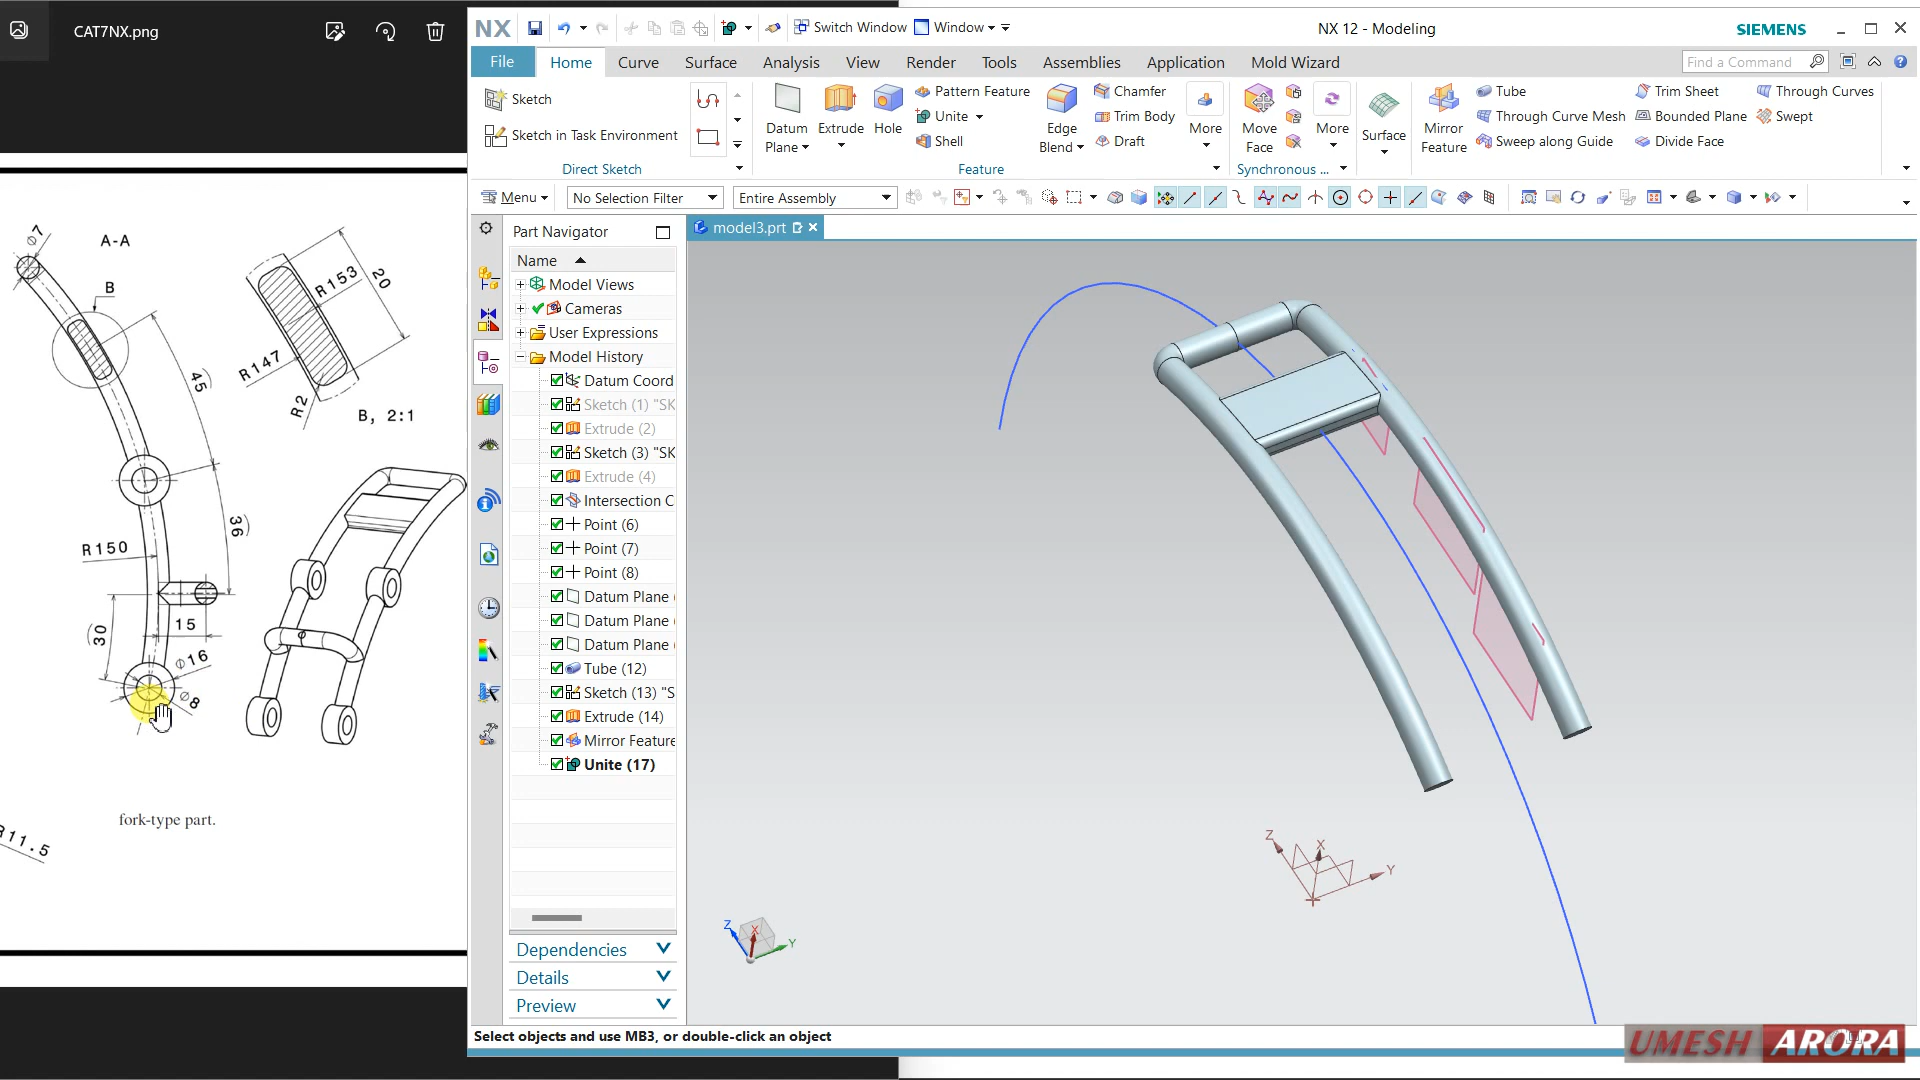 CAT7NX.png
NX
Switch Window
Window
NX 12 - Modeling
SIEMENS
File
Home
Curve
Surface
Analysis
View
Render
Tools
Assemblies
Application
Mold Wizard
Find a Command
Sketch
Sketch in Task Environment
Direct Sketch
Datum Plane
Extrude
Hole
Pattern Feature
Unite
Shell
Edge Blend
Chamfer
Trim Body
Draft
More
Feature
Move Face
More
Synchronous ...
Surface
Mirror Feature
Tube
Through Curve Mesh
Sweep along Guide
Trim Sheet
Bounded Plane
Divide Face
Through Curves
Swept
Menu
No Selection Filter
Entire Assembly
Part Navigator
model3.prt
Name
Model Views
Cameras
User Expressions
Model History
Datum Coord
Sketch (1) "SK
Extrude (2)
Sketch (3) "SK
Extrude (4)
Intersection C
Point (6)
Point (7)
Point (8)
Datum Plane (
Datum Plane (
Datum Plane (
Tube (12)
Sketch (13) "S
Extrude (14)
Mirror Feature
Unite (17)
Dependencies
Details
Preview
Select objects and use MB3, or double-click an object
ø7
A-A
B
R153
20
R147
R2
B, 2:1
45
36
R150
30
15
ø16
ø8
fork-type part.
R11.5
Z
X
Y
Z
X
Y
UMESH ARORA